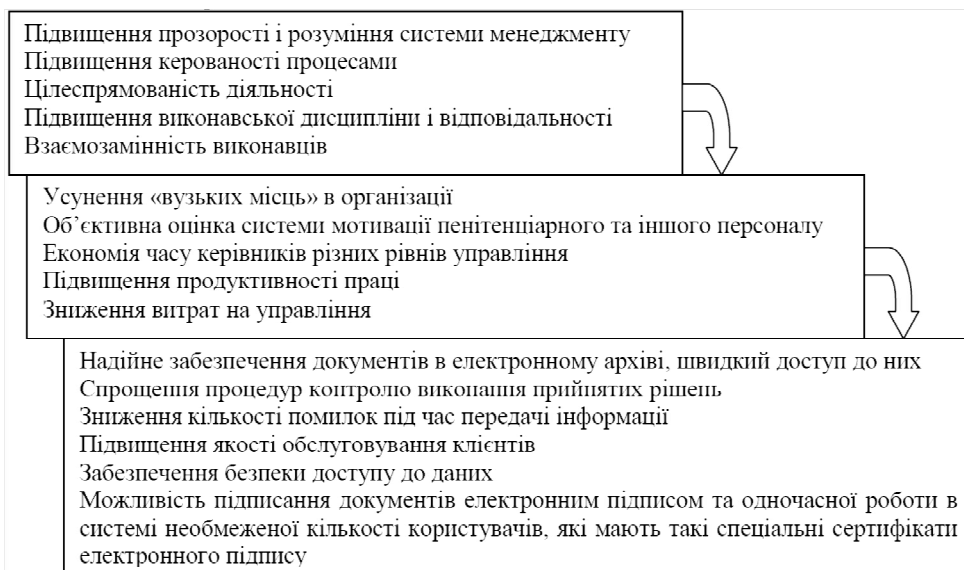 Підвищення прозорості і розуміння системи менеджменту
Підвищення керованості процесами
Цілеспрямованість діяльності
Підвищення виконавської дисципліни і відповідальності
Взаємозамінність виконавців
Усунення «вузьких місць» в організації
Об’єктивна оцінка системи мотивації пенітенціарного та іншого персоналу
Економія часу керівників різних рівнів управління
Підвищення продуктивності праці
Зниження витрат на управління
Надійне забезпечення документів в електронному архіві, швидкий доступ до них
Спрощення процедур контролю виконання прийнятих рішень
Зниження кількості помилок під час передачі інформації
Підвищення якості обслуговування клієнтів
Забезпечення безпеки доступу до даних
Можливість підписання документів електронним підписом та одночасної роботи в
системі необмеженої кількості користувачів, які мають такі спеціальні сертифікати
електронного підпису